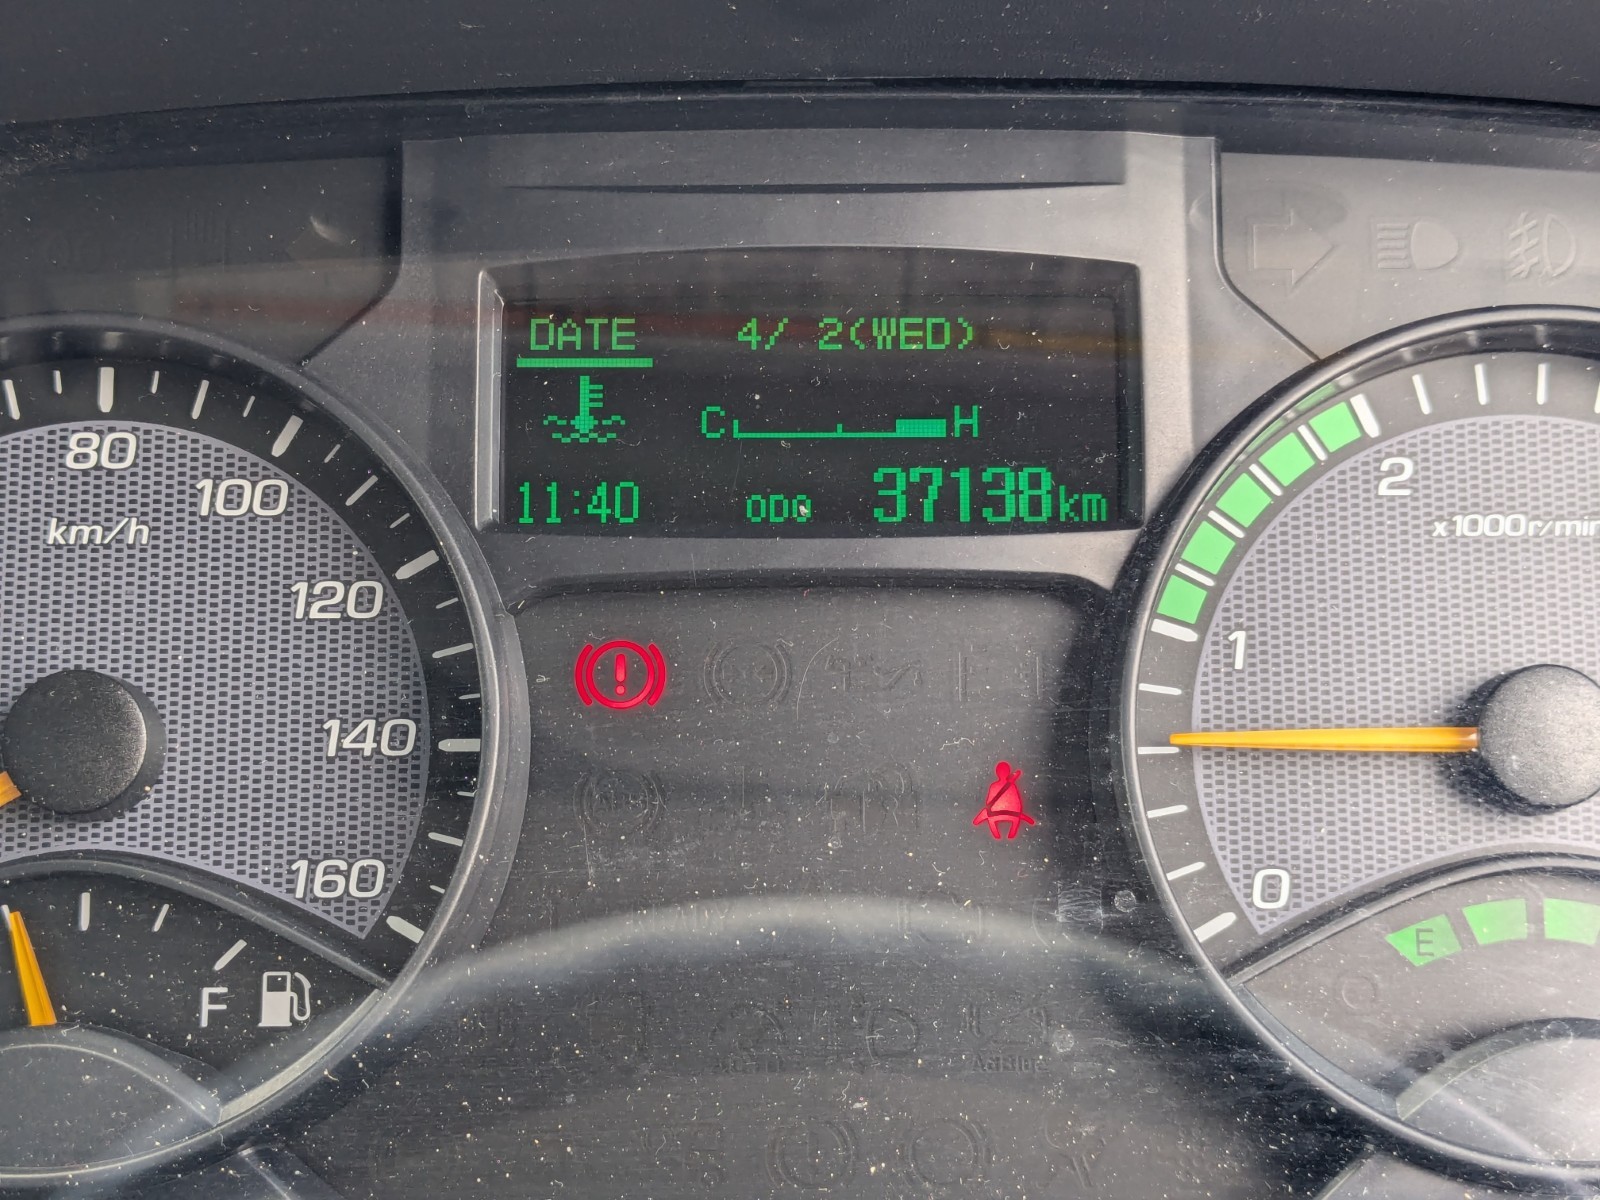 DATE 4/ 2(WED)
C H
11:40 ODO 37138km
80
100
km/h
120
140
160
F
2
x1000r/min
1
0
E